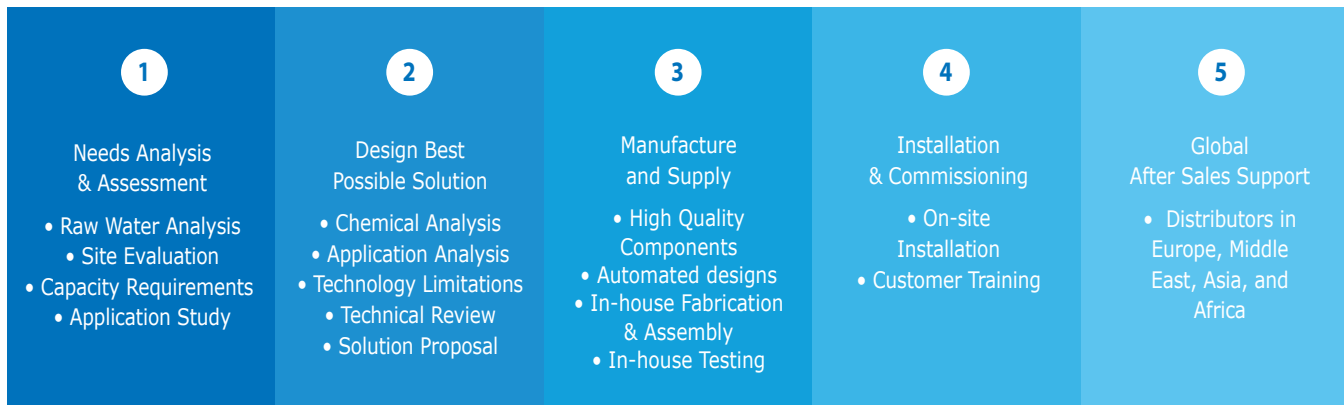 1
Needs Analysis
& Assessment
• Raw Water Analysis
• Site Evaluation
• Capacity Requirements
• Application Study
2
Design Best
Possible Solution
• Chemical Analysis
• Application Analysis
• Technology Limitations
• Technical Review
• Solution Proposal
3
Manufacture
and Supply
• High Quality
Components
• Automated designs
• In-house Fabrication
& Assembly
• In-house Testing
4
Installation
& Commissioning
• On-site
Installation
• Customer Training
5
Global
After Sales Support
• Distributors in
Europe, Middle
East, Asia, and
Africa